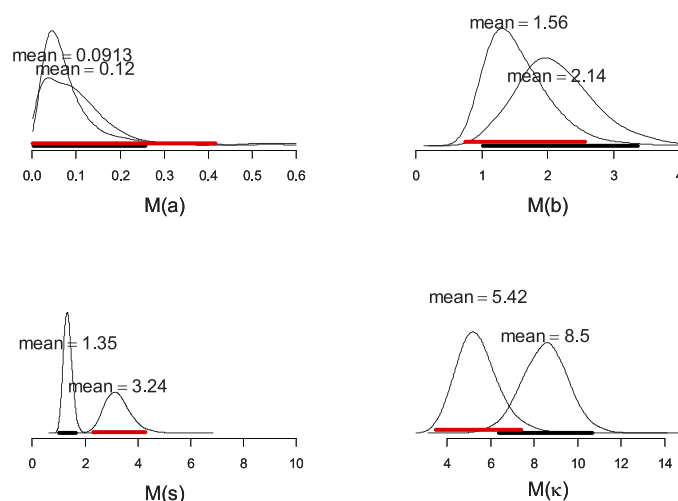 mean = 0.0913
mean = 0.12
0.0 0.1 0.2 0.3 0.4 0.5 0.6
M(a)
mean = 1.56
mean = 2.14
0 1 2 3 4
M(b)
mean = 1.35
mean = 3.24
0 2 4 6 8 10
M(s)
mean = 5.42
mean = 8.5
4 6 8 10 12 14
M(κ)